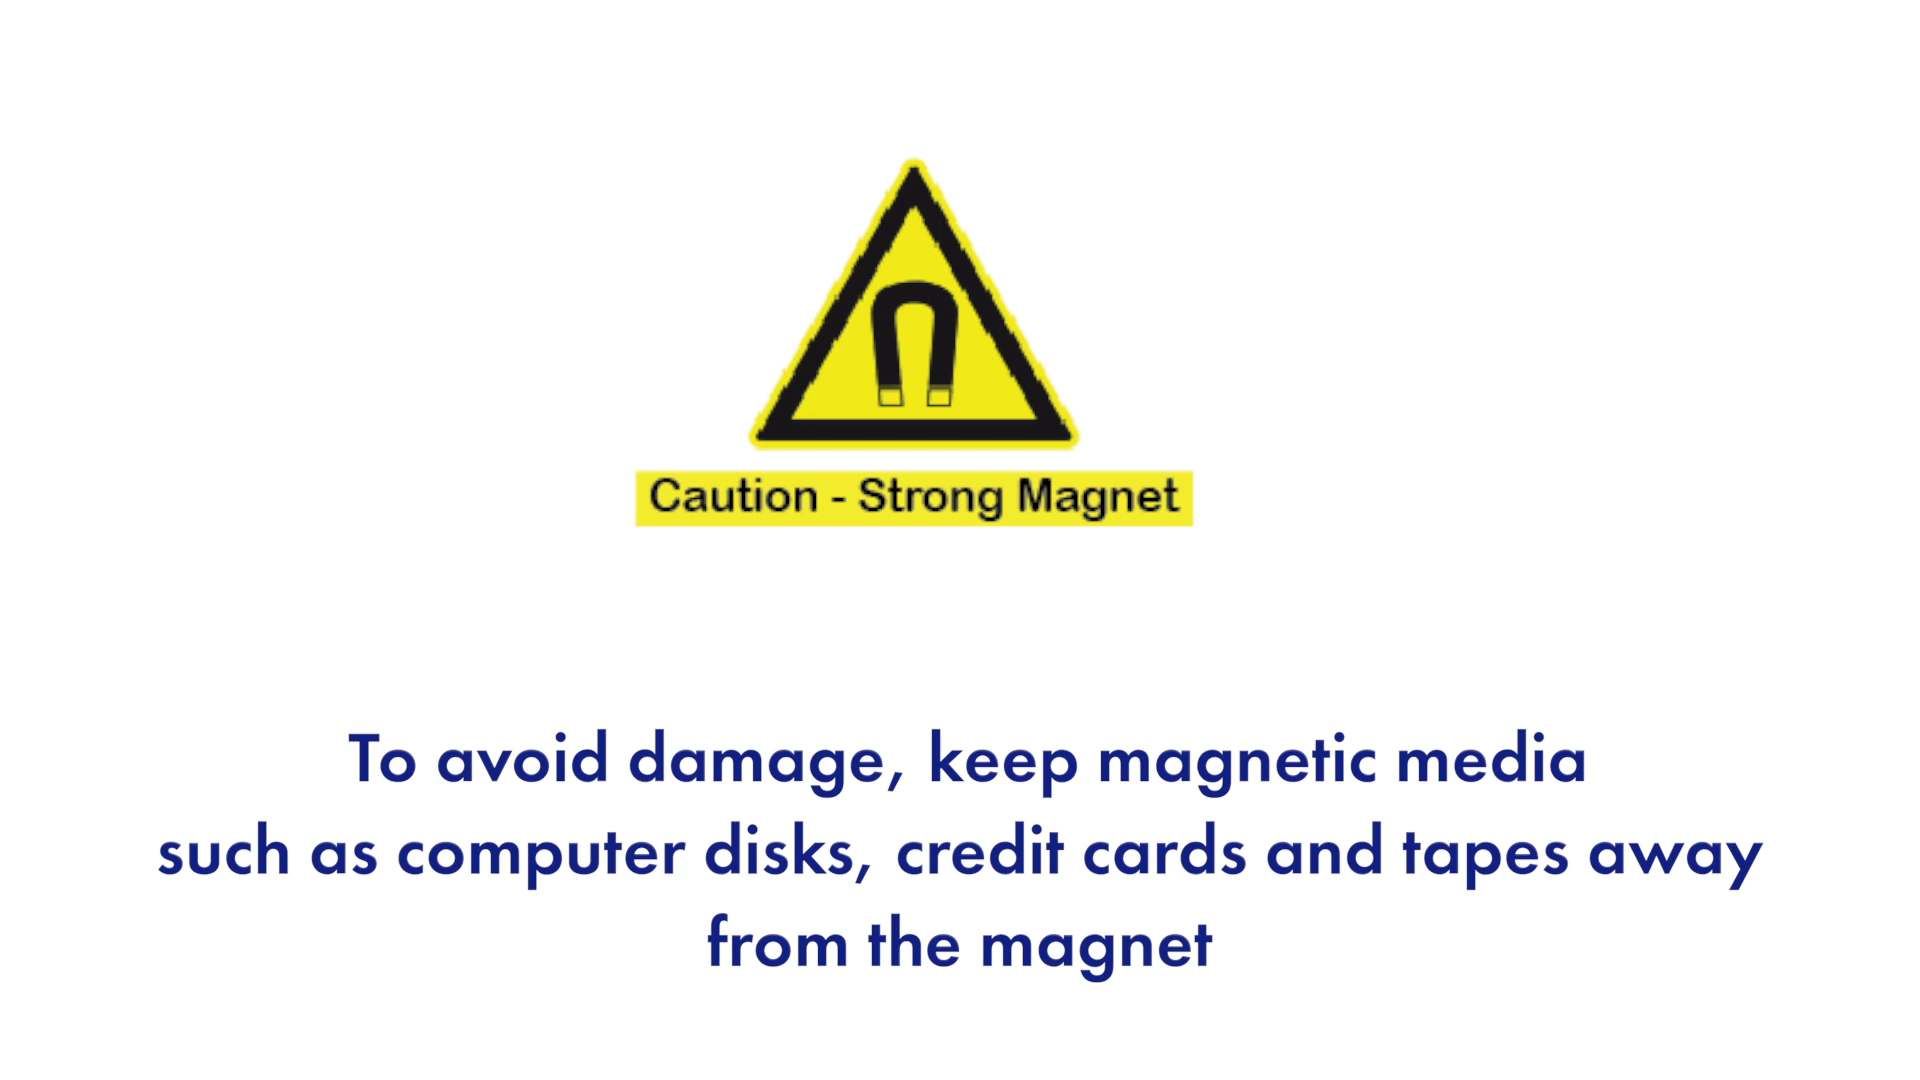 Caution - Strong Magnet
To avoid damage, keep magnetic media
such as computer disks, credit cards and tapes away
from the magnet